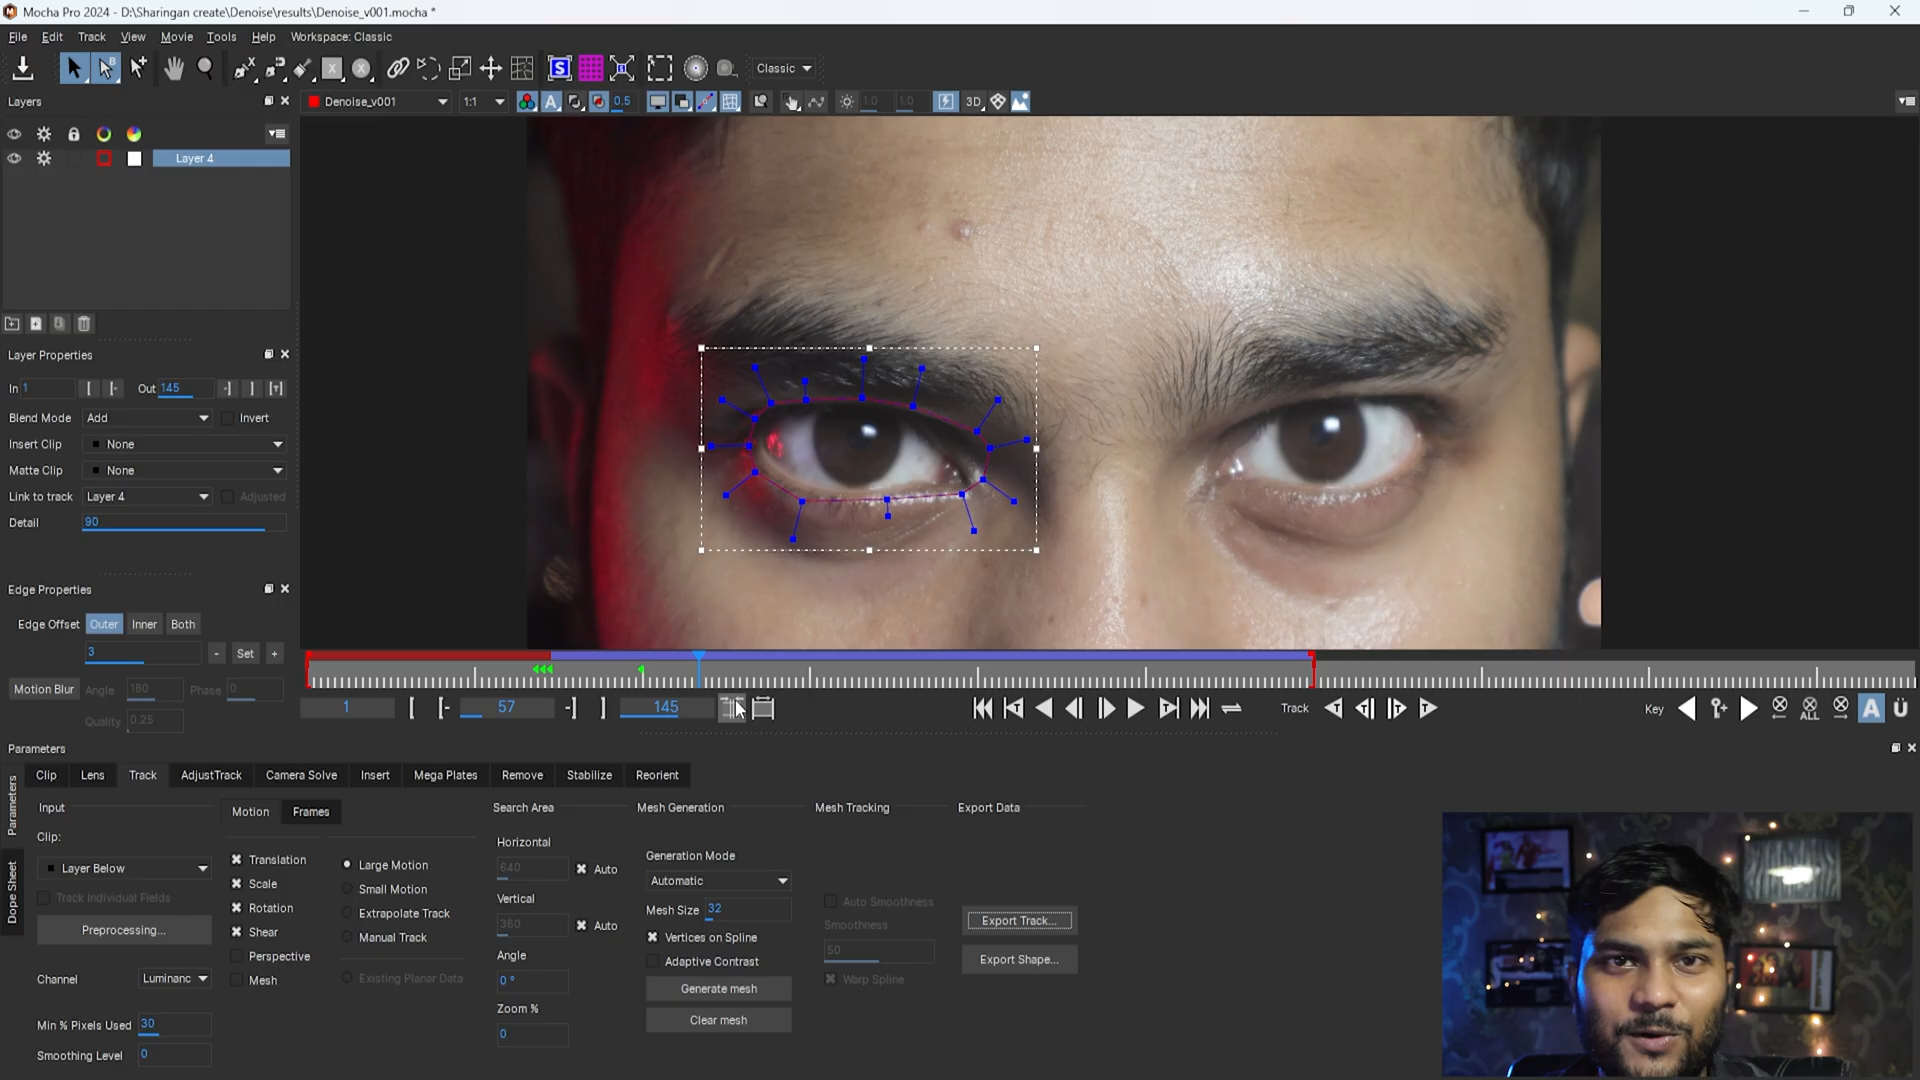 Mocha Pro 2024 - D:\Sharingan create\Denoise\results\Denoise_v001.mocha *
File Edit Track View Movie Tools Help Workspace: Classic
Classic
Layers
Denoise_v001 1:1 A 0.5 1.0 1.0 3D
Layer 4
Layer Properties
In 1 Out 145
Blend Mode Add Invert
Insert Clip None
Matte Clip None
Link to track Layer 4 Adjusted
Detail 90
Edge Properties
Edge Offset Outer Inner Both
3 - Set +
Motion Blur Angle 180 Phase 0
Quality 0.25
1 57 145 Track Key ALL A Ü
Parameters
Clip Lens Track AdjustTrack Camera Solve Insert Mega Plates Remove Stabilize Reorient
Parameters
Dope Sheet
Input
Clip:
Layer Below
Track Individual Fields
Preprocessing...
Channel Luminanc
Min % Pixels Used 30
Smoothing Level 0
Motion Frames
Translation
Scale
Rotation
Shear
Perspective
Mesh
Large Motion
Small Motion
Extrapolate Track
Manual Track
Existing Planar Data
Search Area
Horizontal
640 Auto
Vertical
360 Auto
Angle
0 °
Zoom %
0
Mesh Generation
Generation Mode
Automatic
Mesh Size 32
Vertices on Spline
Adaptive Contrast
Generate mesh
Clear mesh
Mesh Tracking
Auto Smoothness
Smoothness
50
Warp Spline
Export Data
Export Track...
Export Shape...